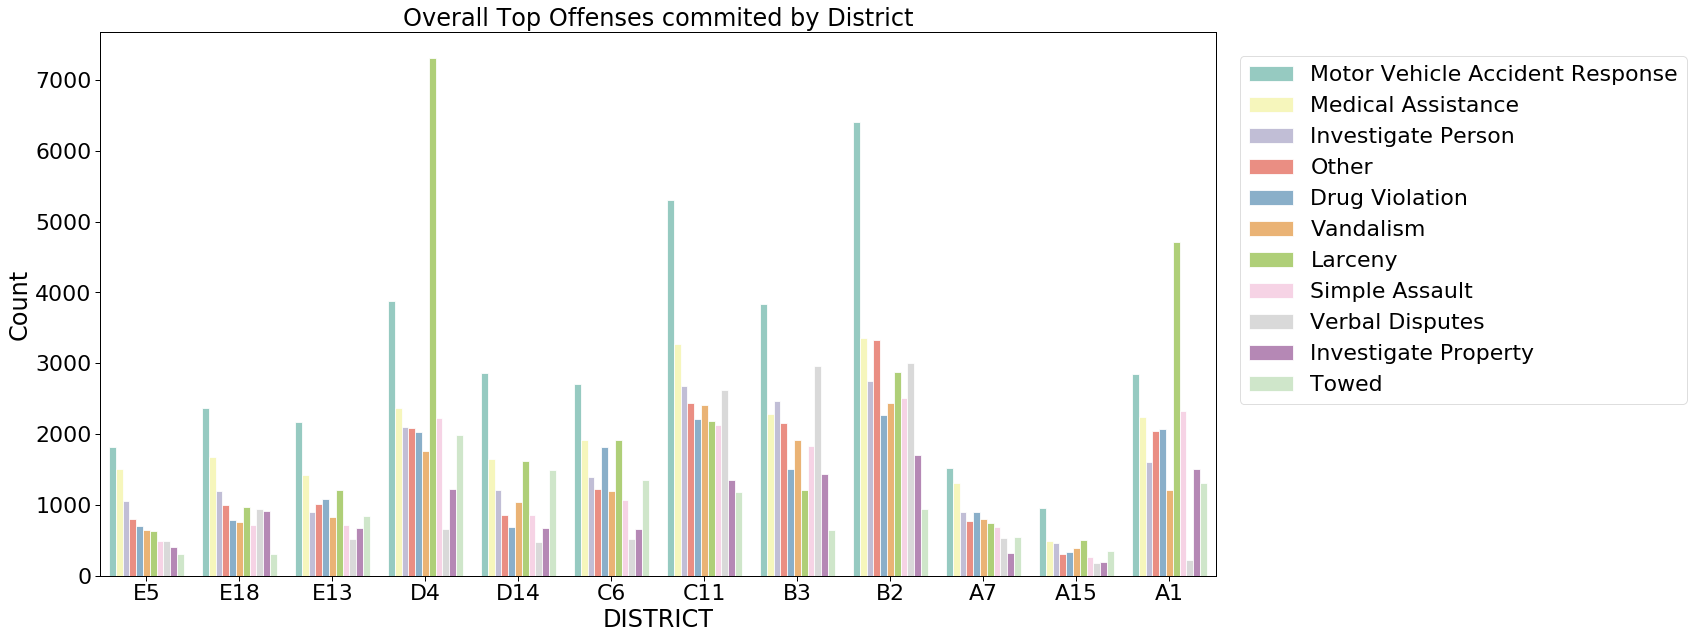 Overall Top Offenses commited by District
7000
6000
5000
4000
3000
2000
1000
0
Count
E5 E18 E13 D4 D14 C6 C11 B3 B2 A7 A15 A1
DISTRICT
Motor Vehicle Accident Response
Medical Assistance
Investigate Person
Other
Drug Violation
Vandalism
Larceny
Simple Assault
Verbal Disputes
Investigate Property
Towed